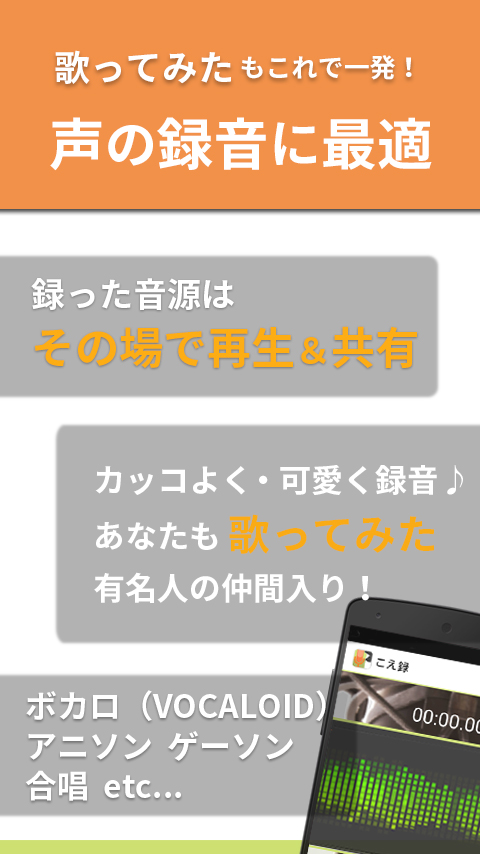 歌ってみた もこれで一発！
声の録音に最適
録った音源は
その場で再生＆共有
カッコよく・可愛く録音♪
あなたも 歌ってみた
有名人の仲間入り！
こえ録
00:00.00
ボカロ（VOCALOID）
アニソン ゲーソン
合唱 etc...